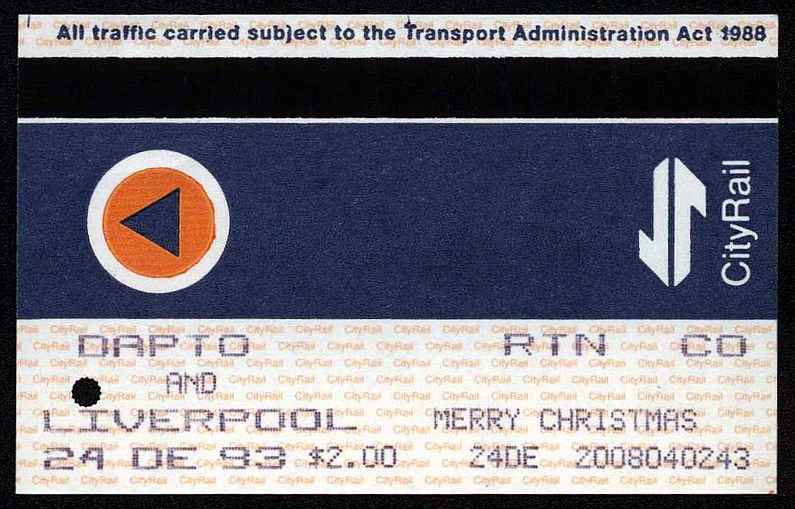 All traffic carried subject to the Transport Administration Act 1988
CityRail
DAPTO RTN CO
AND
LIVERPOOL MERRY CHRISTMAS
24 DE 93 $2.00 24DE 2008040243